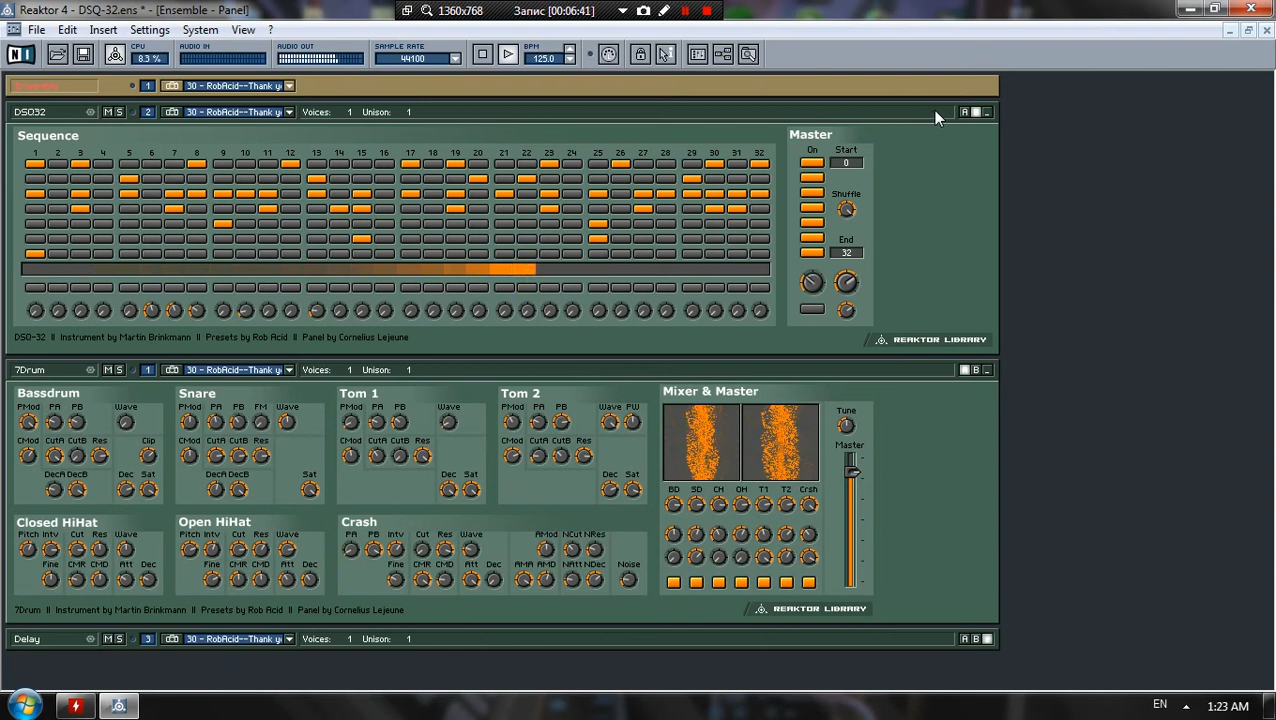 Reaktor 4 - DSQ-32.ens * - [Ensemble - Panel]
1360x768 Запис [00:06:41]
File Edit Insert Settings System View ?
CPU AUDIO IN AUDIO OUT SAMPLE RATE BPM
8.3 % 44100 125.0
Ensemble 1 30 - RobAcid--Thank y
M S 2 30 - RobAcid--Thank y Voices: 1 Unison: 1 A
Sequence Master
1 2 3 4 5 6 7 8 9 10 11 12 13 14 15 16 17 18 19 20 21 22 23 24 25 26 27 28 29 30 31 32
On Start
0
Shuffle
End
32
Instrument by Martin Brinkmann II Presets by Rob Acid II Panel by Cornelius Lejeune
REAKTOR LIBRARY
7Drum M S 1 30 - RobAcid--Thank y Voices: 1 Unison: 1 B
Bassdrum Snare Tom 1 Tom 2 Mixer & Master
PMod PA PB Wave PMod PA PB FM Wave PMod PA PB Wave PMod PA PB Wave PW Tune
CMod CutA CutB Res Clip CMod CutA CutB Res CMod CutA CutB Res CMod CutA CutB Res Master
DecA DecB Dec Sat DecA DecB Sat Dec Sat Dec Sat
BD SD CH OH T1 T2 Crsh
Closed HiHat Open HiHat Crash
Pitch Intv Cut Res Wave Pitch Intv Cut Res Wave PA PB Intv Cut Res Wave AMod NCut NRes
Fine CMR CMD Att Dec Fine CMR CMD Att Dec Fine CMR CMD Att Dec AMA AMD NAtt NDec Noise
7Drum II Instrument by Martin Brinkmann II Presets by Rob Acid II Panel by Cornelius Lejeune
REAKTOR LIBRARY
Delay M S 3 30 - RobAcid--Thank y Voices: 1 Unison: 1 A B
EN 1:23 AM